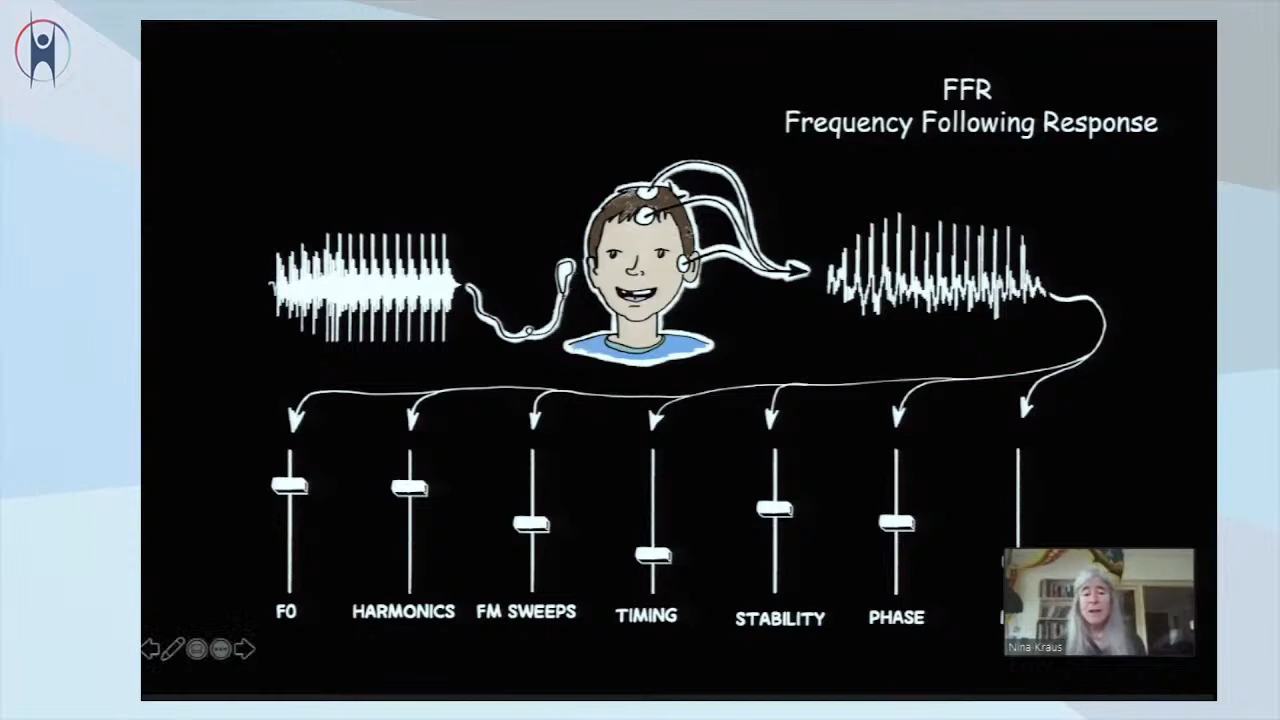 FFR
Frequency Following Response
F0
HARMONICS
FM SWEEPS
TIMING
STABILITY
PHASE
Nina Kraus